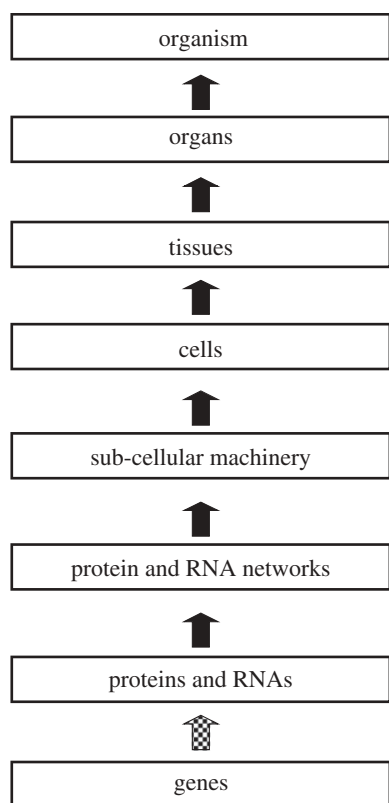 organism
organs
tissues
cells
sub-cellular machinery
protein and RNA networks
proteins and RNAs
genes